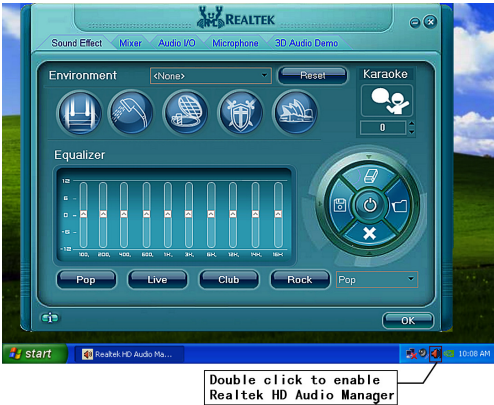 REALTEK
Sound Effect Mixer Audio I/O Microphone 3D Audio Demo
Environment <None> Reset Karaoke
0
Equalizer
12
6
0
-6
-12
100, 200, 400, 600, 1K, 3K, 6K, 12K, 14K, 16K
Pop Live Club Rock Pop
OK
start Realtek HD Audio Ma... 10:08 AM
Double click to enable
Realtek HD Audio Manager